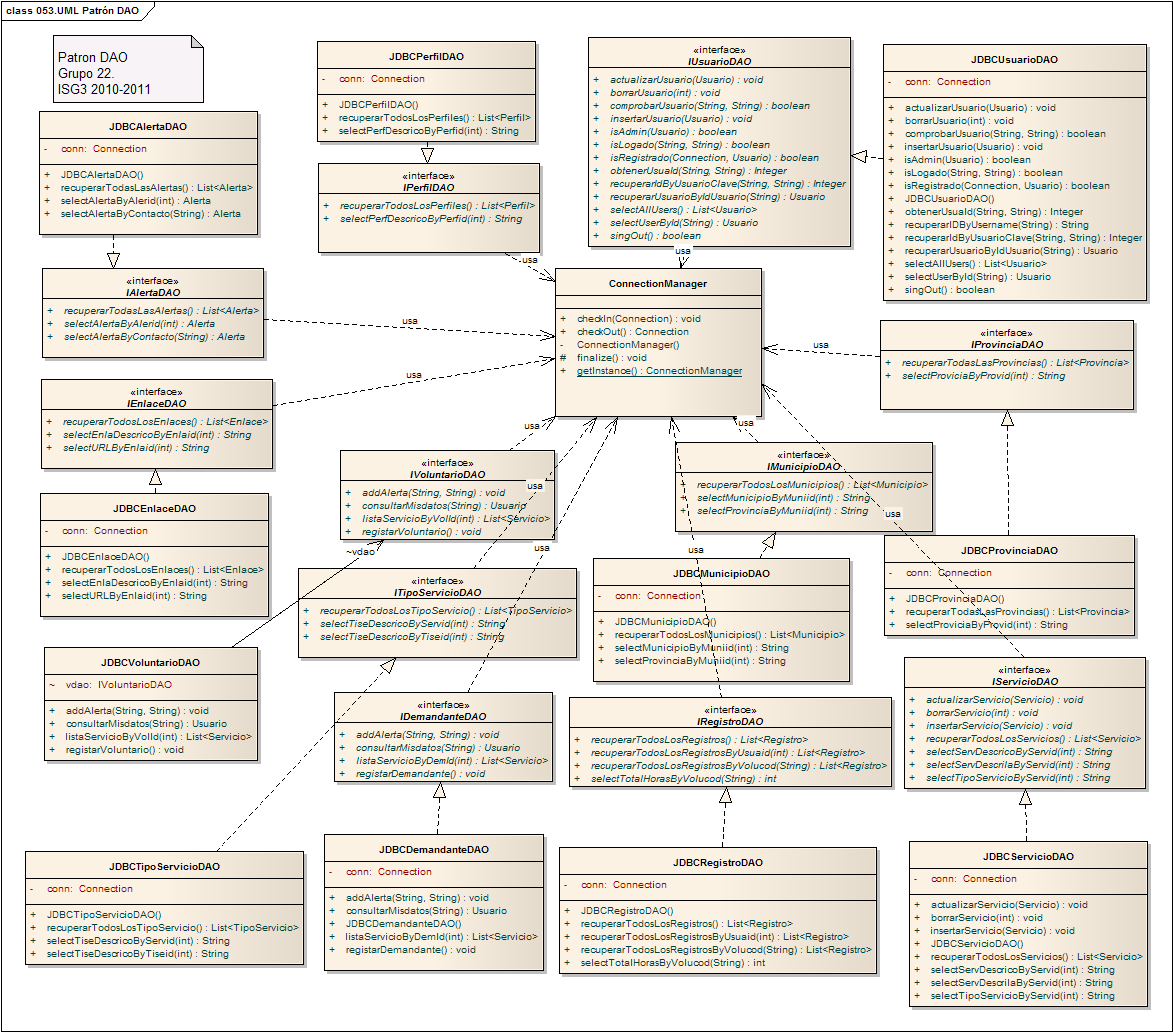 class 053.UML Patrón DAO
Patron DAO
Grupo 22.
ISG3 2010-2011
JDBCPerfilDAO
- conn: Connection
+ JDBCPerfilDAO()
+ recuperarTodosLosPerfiles() : List<Perfil>
+ selectPerfDescricoByPerfid(int) : String
«interface»
IUsuarioDAO
+ actualizarUsuario(Usuario) : void
+ borrarUsuario(int) : void
+ comprobarUsuario(String, String) : boolean
+ insertarUsuario(Usuario) : void
+ isAdmin(Usuario) : boolean
+ isLogado(String, String) : boolean
+ isRegistrado(Connection, Usuario) : boolean
+ obtenerUsuaId(String, String) : Integer
+ recuperarIdByUsuarioClave(String, String) : Integer
+ recuperarUsuarioByIdUsuario(String) : Usuario
+ selectAllUsers() : List<Usuario>
+ selectUserById(String) : Usuario
+ singOut() : boolean
JDBCUsuarioDAO
- conn: Connection
+ actualizarUsuario(Usuario) : void
+ borrarUsuario(int) : void
+ comprobarUsuario(String, String) : boolean
+ insertarUsuario(Usuario) : void
+ isAdmin(Usuario) : boolean
+ isLogado(String, String) : boolean
+ isRegistrado(Connection, Usuario) : boolean
+ JDBCUsuarioDAO()
+ obtenerUsuaId(String, String) : Integer
+ recuperarIDByUsername(String) : String
+ recuperarIdByUsuarioClave(String, String) : Integer
+ recuperarUsuarioByIdUsuario(String) : Usuario
+ selectAllUsers() : List<Usuario>
+ selectUserById(String) : Usuario
+ singOut() : boolean
JDBCAlertaDAO
- conn: Connection
+ JDBCAlertaDAO()
+ recuperarTodasLasAlertas() : List<Alerta>
+ selectAlertaByAlerid(int) : Alerta
+ selectAlertaByContacto(String) : Alerta
«interface»
IPerfilDAO
+ recuperarTodosLosPerfiles() : List<Perfil>
+ selectPerfDescricoByPerfid(int) : String
usa
usa
«interface»
IAlertaDAO
+ recuperarTodasLasAlertas() : List<Alerta>
+ selectAlertaByAlerid(int) : Alerta
+ selectAlertaByContacto(String) : Alerta
usa
ConnectionManager
+ checkIn(Connection) : void
+ checkOut() : Connection
- ConnectionManager()
# finalize() : void
+ getInstance() : ConnectionManager
usa
«interface»
IProvinciaDAO
+ recuperarTodasLasProvincias() : List<Provincia>
+ selectProviciaByProvid(int) : String
«interface»
IEnlaceDAO
+ recuperarTodosLosEnlaces() : List<Enlace>
+ selectEnlaDescricoByEnlaid(int) : String
+ selectURLByEnlaid(int) : String
usa
usa
usa
«interface»
IVoluntarioDAO
+ addAlerta(String, String) : void
+ consultarMisdatos(String) : Usuario
+ listaServicioByVolId(int) : List<Servicio>
+ registarVoluntario() : void
usa
~vdao
usa
«interface»
IMunicipioDAO
+ recuperarTodosLosMunicipios() : List<Municipio>
+ selectMunicipioByMuniid(int) : String
+ selectProvinciaByMuniid(int) : String
usa
usa
JDBCEnlaceDAO
- conn: Connection
+ JDBCEnlaceDAO()
+ recuperarTodosLosEnlaces() : List<Enlace>
+ selectEnlaDescricoByEnlaid(int) : String
+ selectURLByEnlaid(int) : String
«interface»
ITipoServicioDAO
+ recuperarTodosLosTipoServicio() : List<TipoServicio>
+ selectTiseDescricoByServid(int) : String
+ selectTiseDescricoByTiseid(int) : String
JDBCMunicipioDAO
- conn: Connection
+ JDBCMunicipioDAO()
+ recuperarTodosLosMunicipios() : List<Municipio>
+ selectMunicipioByMuniid(int) : String
+ selectProvinciaByMuniid(int) : String
JDBCProvinciaDAO
- conn: Connection
+ JDBCProvinciaDAO()
+ recuperarTodasLasProvincias() : List<Provincia>
+ selectProviciaByProvid(int) : String
JDBCVoluntarioDAO
~ vdao: IVoluntarioDAO
+ addAlerta(String, String) : void
+ consultarMisdatos(String) : Usuario
+ listaServicioByVolId(int) : List<Servicio>
+ registarVoluntario() : void
«interface»
IDemandanteDAO
+ addAlerta(String, String) : void
+ consultarMisdatos(String) : Usuario
+ listaServicioByDemId(int) : List<Servicio>
+ registarDemandante() : void
«interface»
IRegistroDAO
+ recuperarTodosLosRegistros() : List<Registro>
+ recuperarTodosLosRegistrosByUsuaid(int) : List<Registro>
+ recuperarTodosLosRegistrosByVolucod(String) : List<Registro>
+ selectTotalHorasByVolucod(String) : int
«interface»
IServicioDAO
+ actualizarServicio(Servicio) : void
+ borrarServicio(int) : void
+ insertarServicio(Servicio) : void
+ recuperarTodosLosServicios() : List<Servicio>
+ selectServDescricoByServid(int) : String
+ selectServDescrilaByServid(int) : String
+ selectTipoServicioByServid(int) : String
JDBCTipoServicioDAO
- conn: Connection
+ JDBCTipoServicioDAO()
+ recuperarTodosLosTipoServicio() : List<TipoServicio>
+ selectTiseDescricoByServid(int) : String
+ selectTiseDescricoByTiseid(int) : String
JDBCDemandanteDAO
- conn: Connection
+ addAlerta(String, String) : void
+ consultarMisdatos(String) : Usuario
+ JDBCDemandanteDAO()
+ listaServicioByDemId(int) : List<Servicio>
+ registarDemandante() : void
JDBCRegistroDAO
- conn: Connection
+ JDBCRegistroDAO()
+ recuperarTodosLosRegistros() : List<Registro>
+ recuperarTodosLosRegistrosByUsuaid(int) : List<Registro>
+ recuperarTodosLosRegistrosByVolucod(String) : List<Registro>
+ selectTotalHorasByVolucod(String) : int
JDBCServicioDAO
- conn: Connection
+ actualizarServicio(Servicio) : void
+ borrarServicio(int) : void
+ insertarServicio(Servicio) : void
+ JDBCServicioDAO()
+ recuperarTodosLosServicios() : List<Servicio>
+ selectServDescricoByServid(int) : String
+ selectServDescrilaByServid(int) : String
+ selectTipoServicioByServid(int) : String